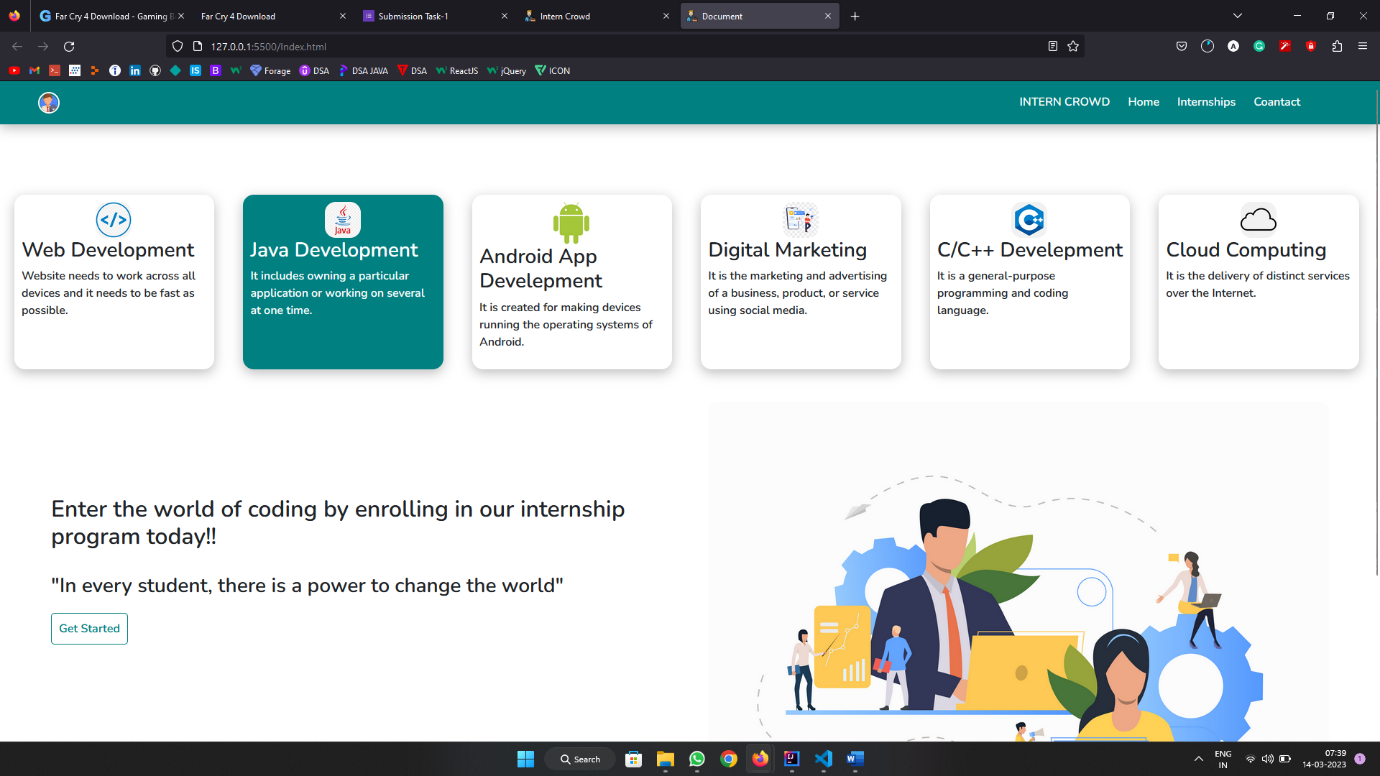 Far Cry 4 Download - Gaming B
Far Cry 4 Download
Submission Task-1
Intern Crowd
Document
127.0.0.1:5500/Index.html
Forage
DSA
DSA JAVA
DSA
ReactJS
jQuery
ICON
INTERN CROWD
Home
Internships
Coantact
Web Development
Website needs to work across all
devices and it needs to be fast as
possible.
Java
Java Development
It includes owning a particular
application or working on several
at one time.
Android App
Develepment
It is created for making devices
running the operating systems of
Android.
Digital Marketing
It is the marketing and advertising
of a business, product, or service
using social media.
C/C++ Develepment
It is a general-purpose
programming and coding
language.
Cloud Computing
It is the delivery of distinct services
over the Internet.
Enter the world of coding by enrolling in our internship
program today!!
"In every student, there is a power to change the world"
Get Started
Search
ENG
IN
07:39
14-03-2023
1